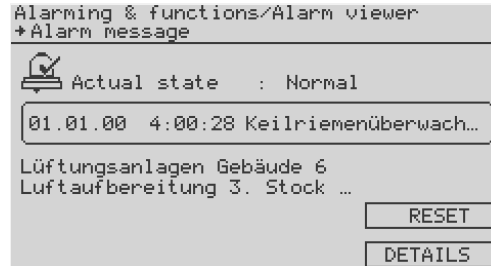 Alarming & functions/Alarm viewer
→Alarm message
Actual state : Normal
01.01.00 4:00:28 Keilriemenüberwach…
Lüftungsanlagen Gebäude 6
Luftaufbereitung 3. Stock …
RESET
DETAILS